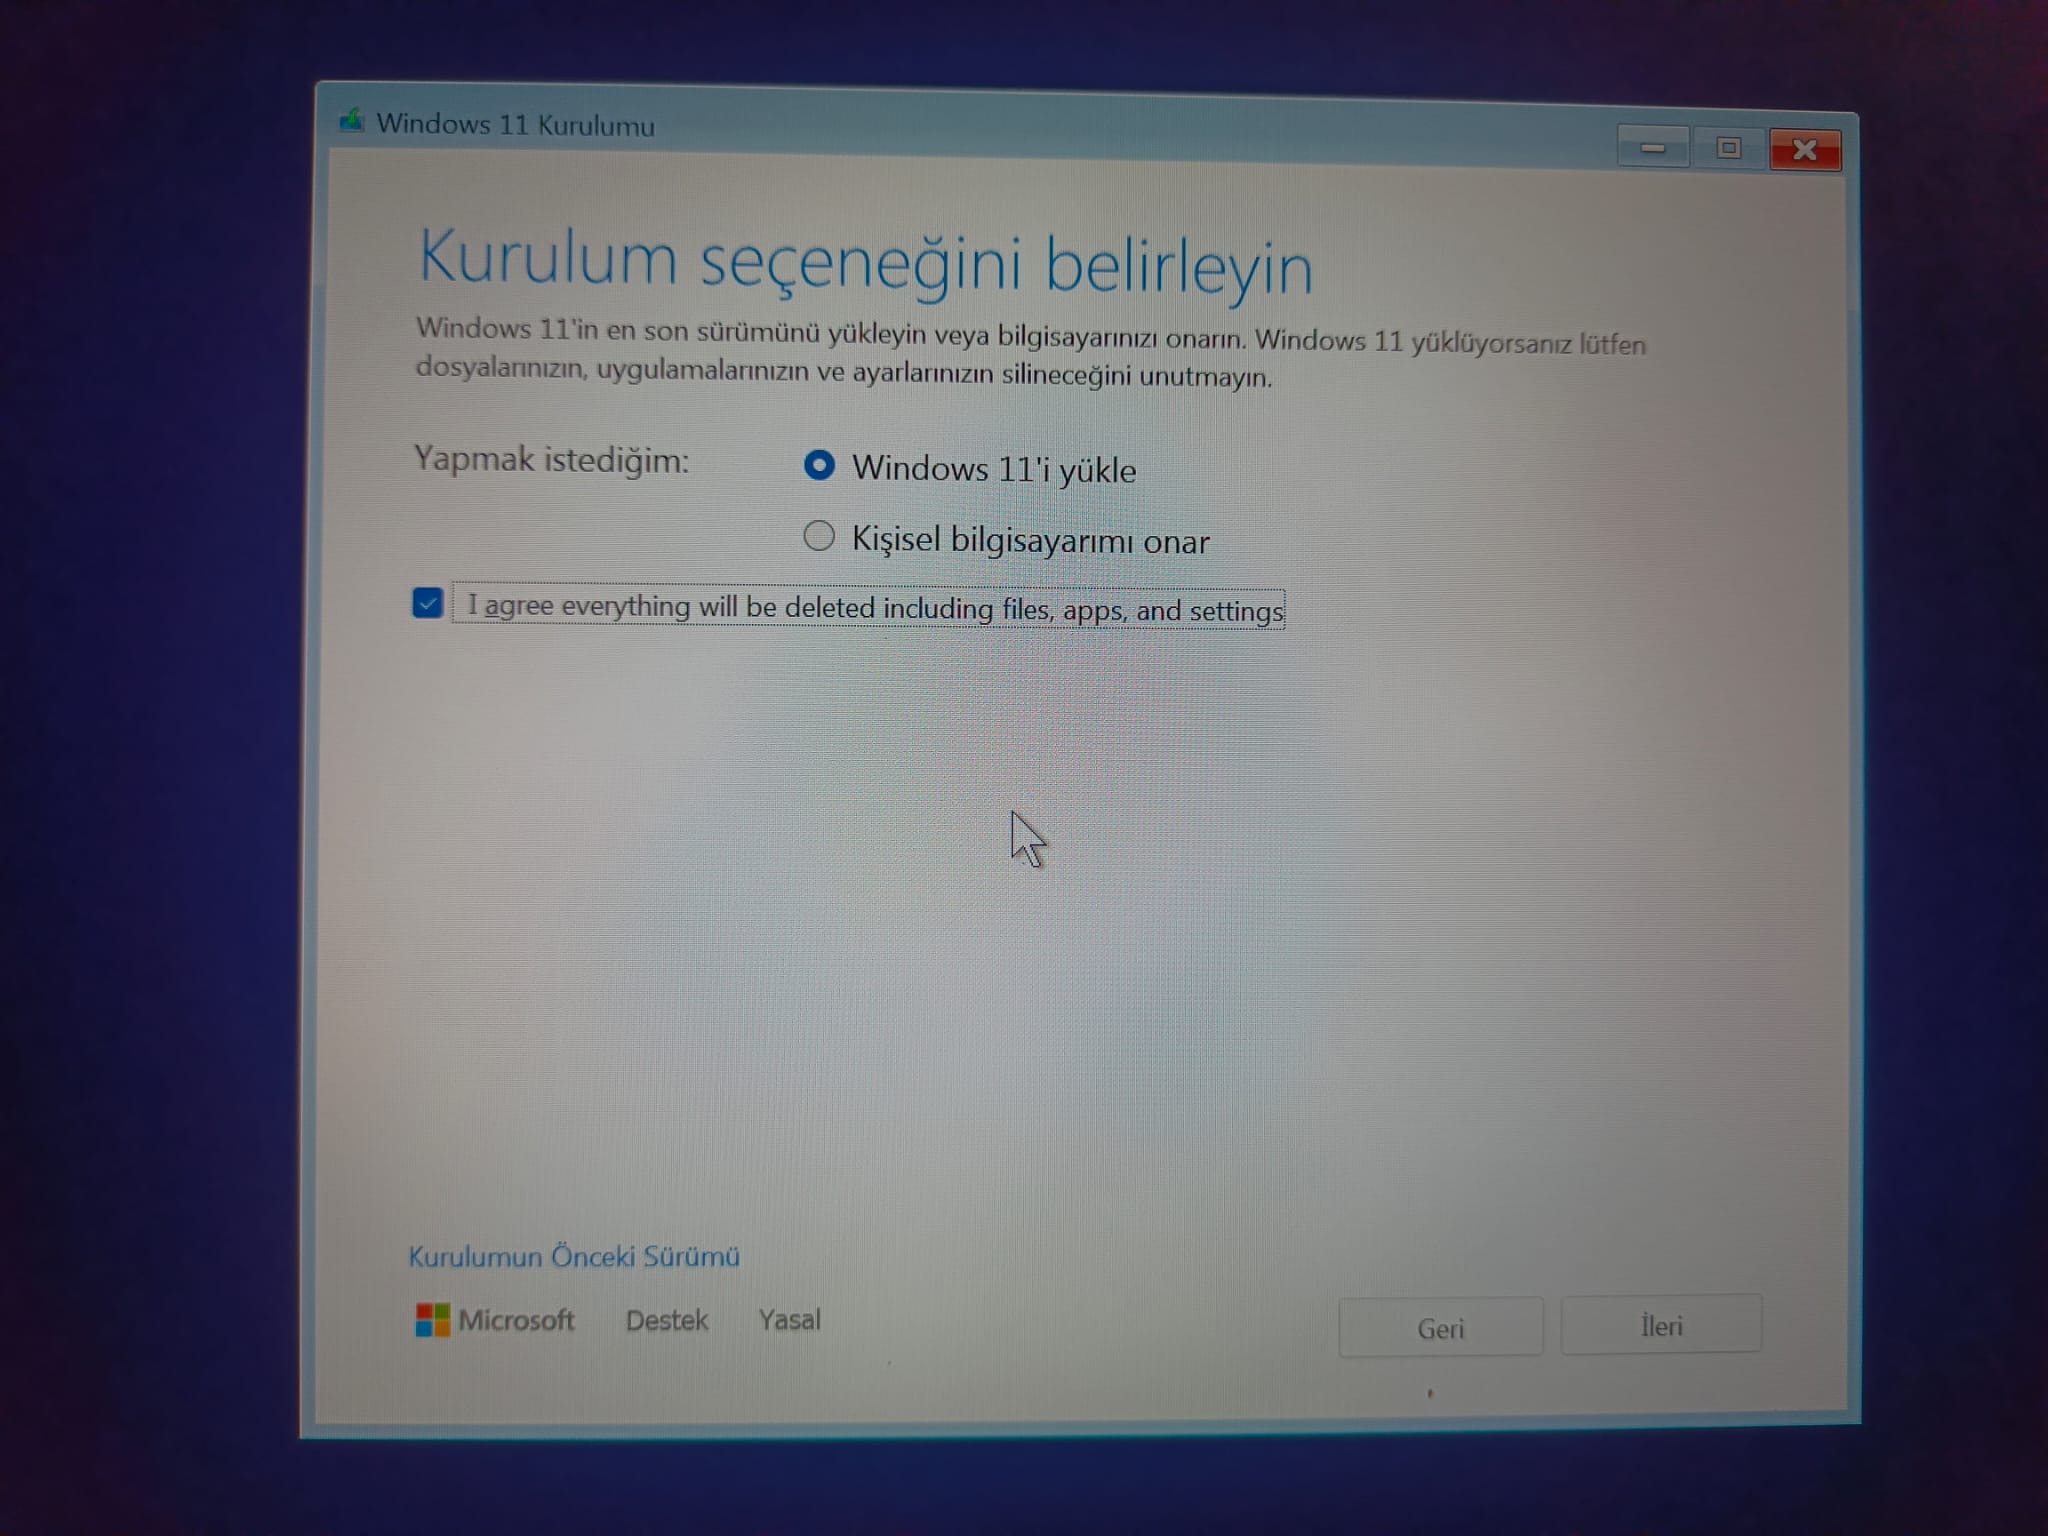 Windows 11 Kurulumu
Kurulum seçeneğini belirleyin
Windows 11'in en son sürümünü yükleyin veya bilgisayarınızı onarın. Windows 11 yüklüyorsanız lütfen
dosyalarınızın, uygulamalarınızın ve ayarlarınızın silineceğini unutmayın.
Yapmak istediğim:
Windows 11'i yükle
Kişisel bilgisayarımı onar
I agree everything will be deleted including files, apps, and settings
Kurulumun Önceki Sürümü
Microsoft Destek Yasal
Geri İleri